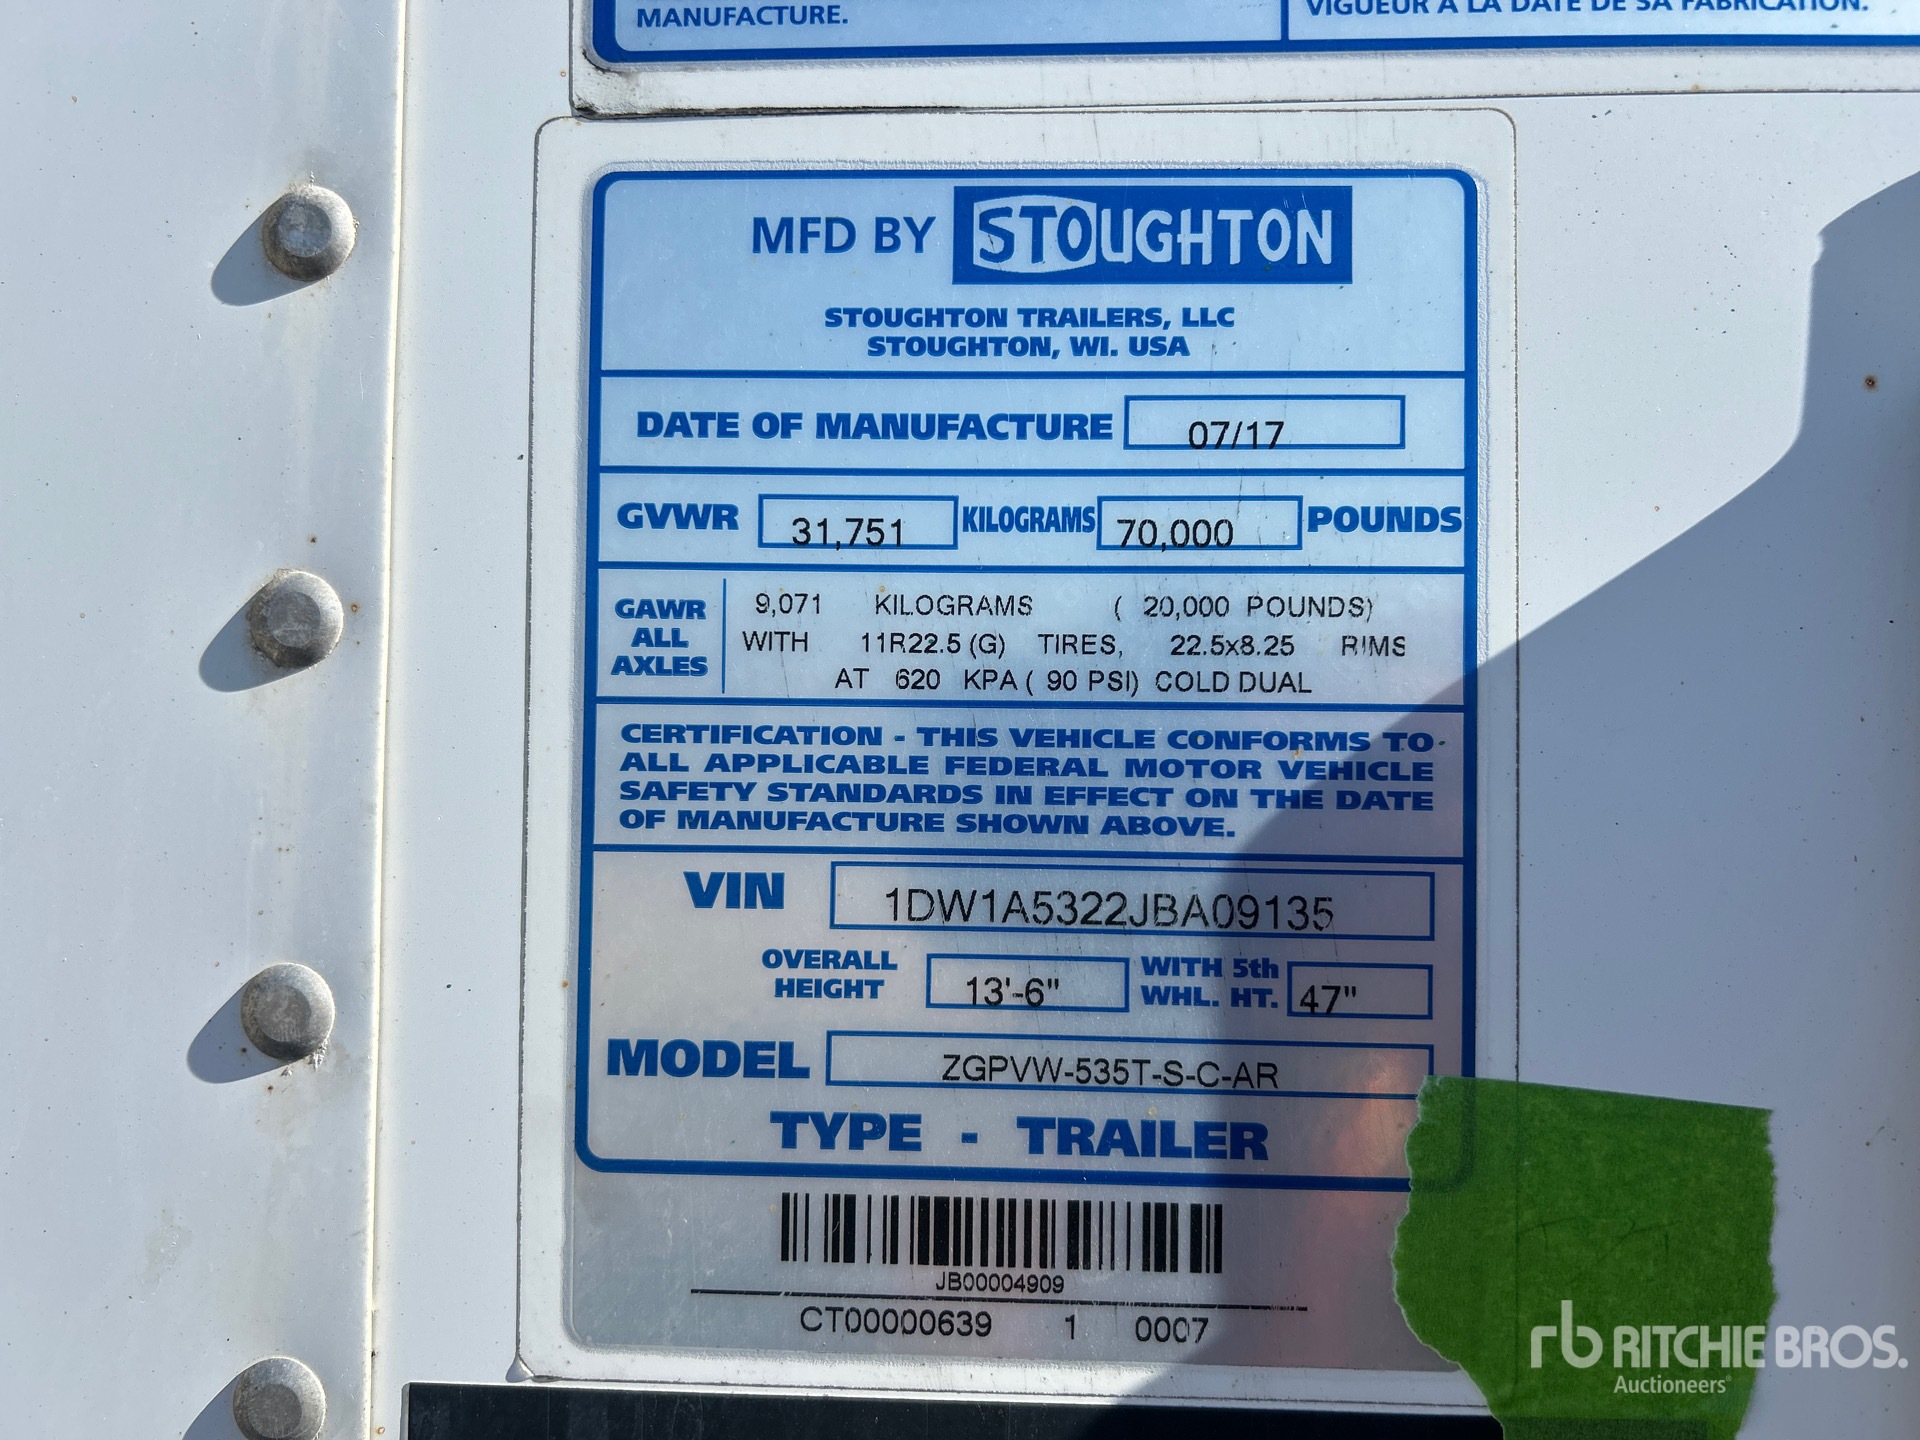 MANUFACTURE.
VIGUEUR À LA DATE DE SA FABRICATION.
MFD BY STOUGHTON
STOUGHTON TRAILERS, LLC
STOUGHTON, WI. USA
DATE OF MANUFACTURE 07/17
GVWR 31,751 KILOGRAMS 70,000 POUNDS
GAWR ALL AXLES
9,071 KILOGRAMS ( 20,000 POUNDS)
WITH 11R22.5 (G) TIRES, 22.5x8.25 RIMS
AT 620 KPA ( 90 PSI) COLD DUAL
CERTIFICATION - THIS VEHICLE CONFORMS TO
ALL APPLICABLE FEDERAL MOTOR VEHICLE
SAFETY STANDARDS IN EFFECT ON THE DATE
OF MANUFACTURE SHOWN ABOVE.
VIN 1DW1A5322JBA09135
OVERALL HEIGHT 13'-6" WITH 5th WHL. HT. 47"
MODEL ZGPVW-535T-S-C-AR
TYPE - TRAILER
JB00004909
CT00000639 1 0007
rb RITCHIE BROS.
Auctioneers